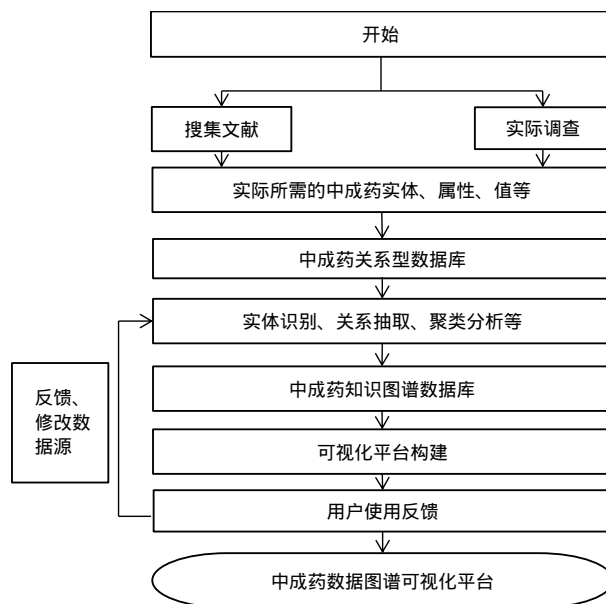 开始
搜集文献
实际调查
实际所需的中成药实体、属性、值等
中成药关系型数据库
实体识别、关系抽取、聚类分析等
中成药知识图谱数据库
反馈、
修改数
据源
可视化平台构建
用户使用反馈
中成药数据图谱可视化平台